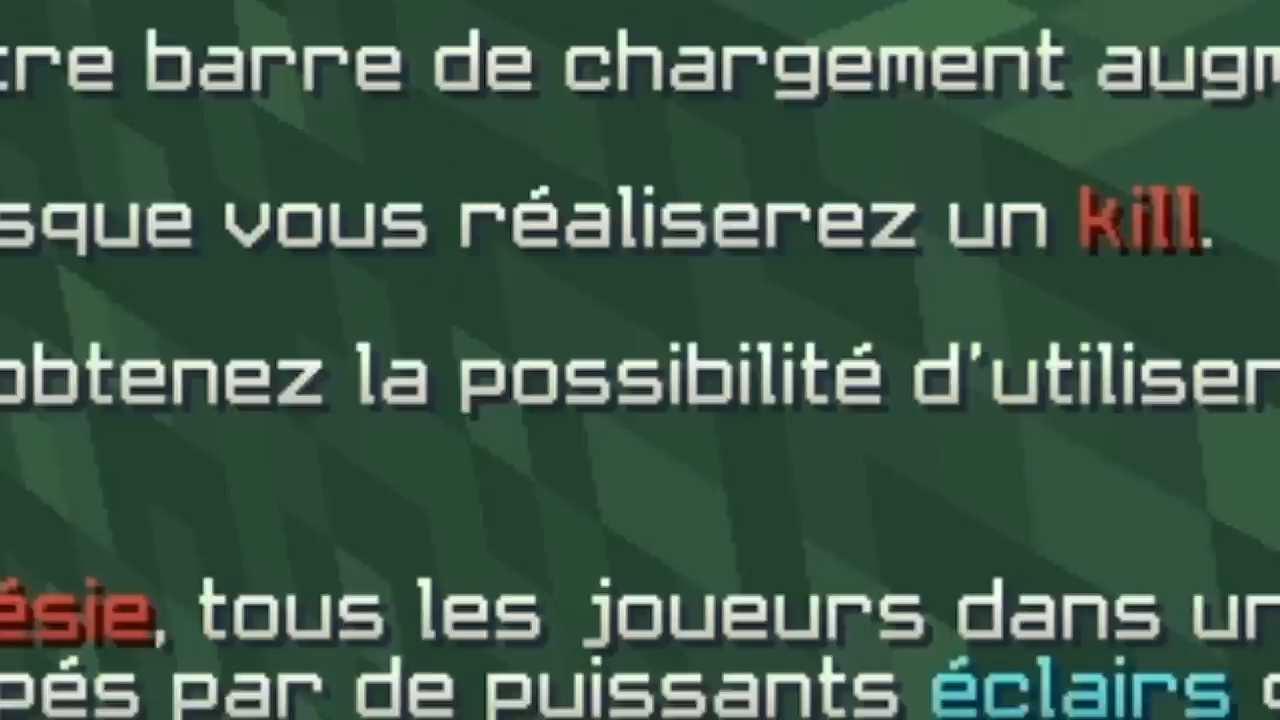 tre barre de chargement augm
sque vous réaliserez un kill.
obtenez la possibilité d'utiliser
ésie, tous les joueurs dans un
pés par de puissants éclairs